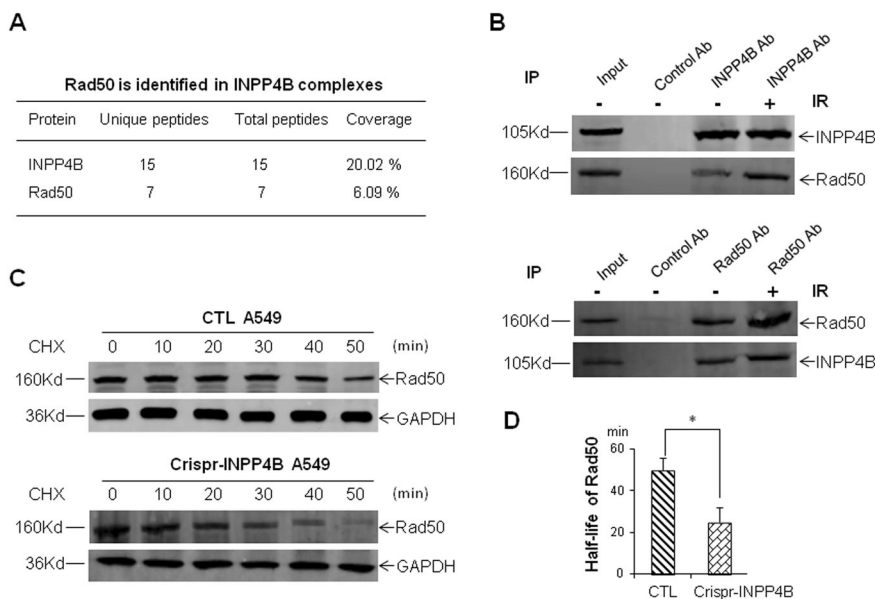 A
Rad50 is identified in INPP4B complexes
Protein Unique peptides Total peptides Coverage
INPP4B 15 15 20.02 %
Rad50 7 7 6.09 %
B
IP Input Control Ab INPP4B Ab INPP4B Ab
- - - + IR
105Kd ←INPP4B
160Kd ←Rad50
IP Input Control Ab Rad50 Ab Rad50 Ab
- - - + IR
160Kd ←Rad50
105Kd ←INPP4B
C
CTL A549
CHX 0 10 20 30 40 50 (min)
160Kd ←Rad50
36Kd ←GAPDH
Crispr-INPP4B A549
CHX 0 10 20 30 40 50 (min)
160Kd ←Rad50
36Kd ←GAPDH
D
min
*
Half-life of Rad50
60
40
20
0
CTL Crispr-INPP4B